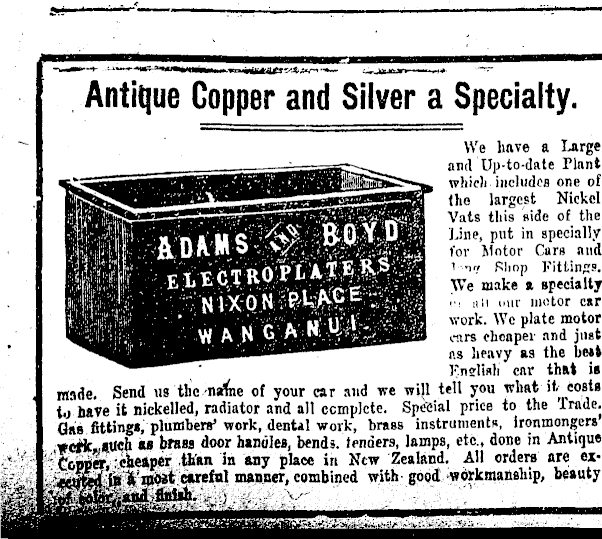 Antique Copper and Silver a Specialty.
ADAMS AND BOYD
ELECTROPLATERS
NIXON PLACE
WANGANUI.
We have a Large
and Up-to-date Plant
which includes one of
the largest Nickel
Vats this side of the
Line, put in specially
for Motor Cars and
Shop Fittings.
We make a specialty
our motor car
work. We plate motor
cars cheaper and just
as heavy as the best
English car that is
made. Send us the name of your car and we will tell you what it costs
to have it nickelled, radiator and all complete. Special price to the Trade.
Gas fittings, plumbers' work, dental work, brass instruments, ironmongers'
work, such as brass door handles, bends, fenders, lamps, etc., done in Antique
Copper, cheaper than in any place in New Zealand. All orders are ex-
ecuted in a most careful manner, combined with good workmanship, beauty
of color, and finish.